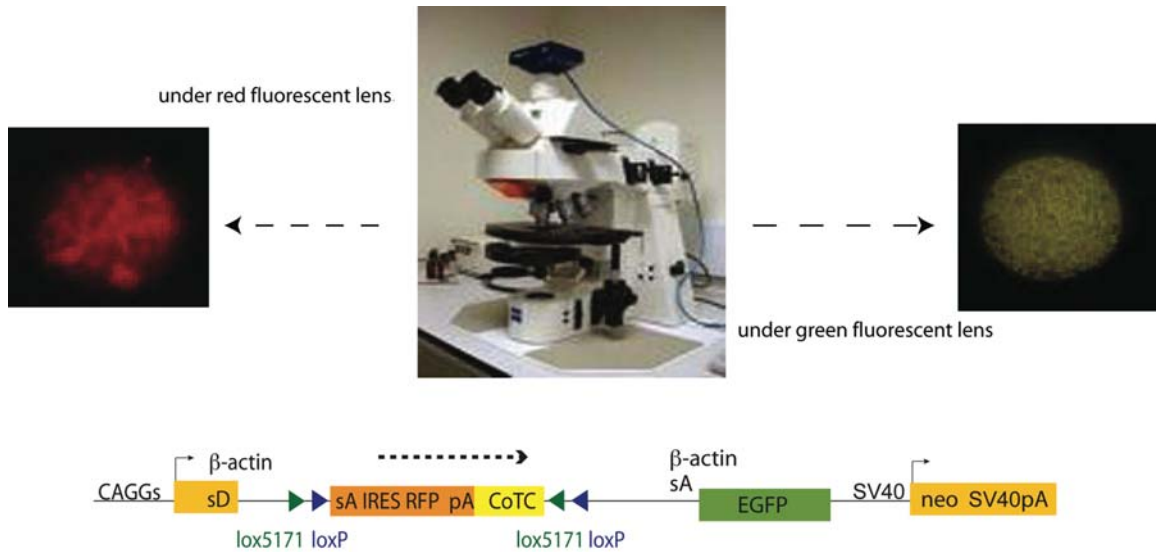 under red fluorescent lens.
under green fluorescent lens
β-actin
β-actin
CAGGs sD sA IRES RFP pA CoTC sA EGFP SV40 neo SV40pA
lox5171 loxP lox5171 loxP